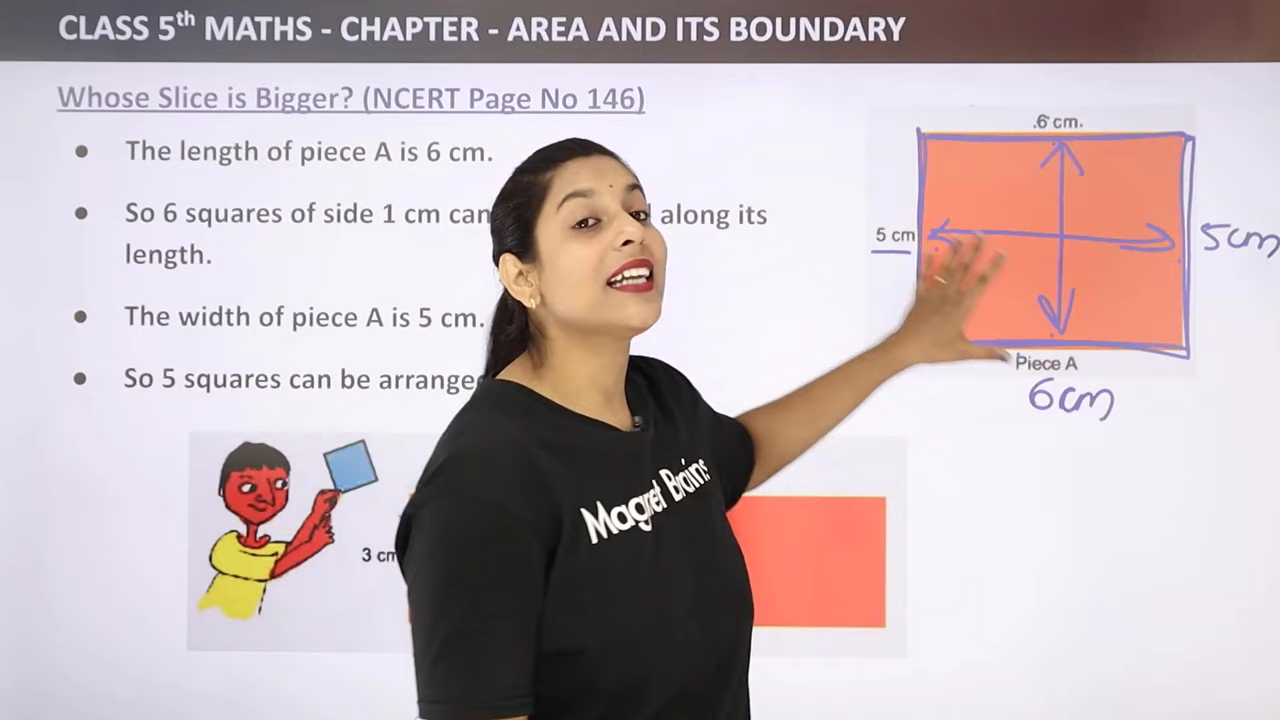 CLASS 5th MATHS - CHAPTER - AREA AND ITS BOUNDARY
Whose Slice is Bigger? (NCERT Page No 146)
The length of piece A is 6 cm.
So 6 squares of side 1 cm can along its
length.
The width of piece A is 5 cm.
So 5 squares can be
.6 cm.
5 cm
5cm
Piece A
6cm
3 cm
Magnet Brains